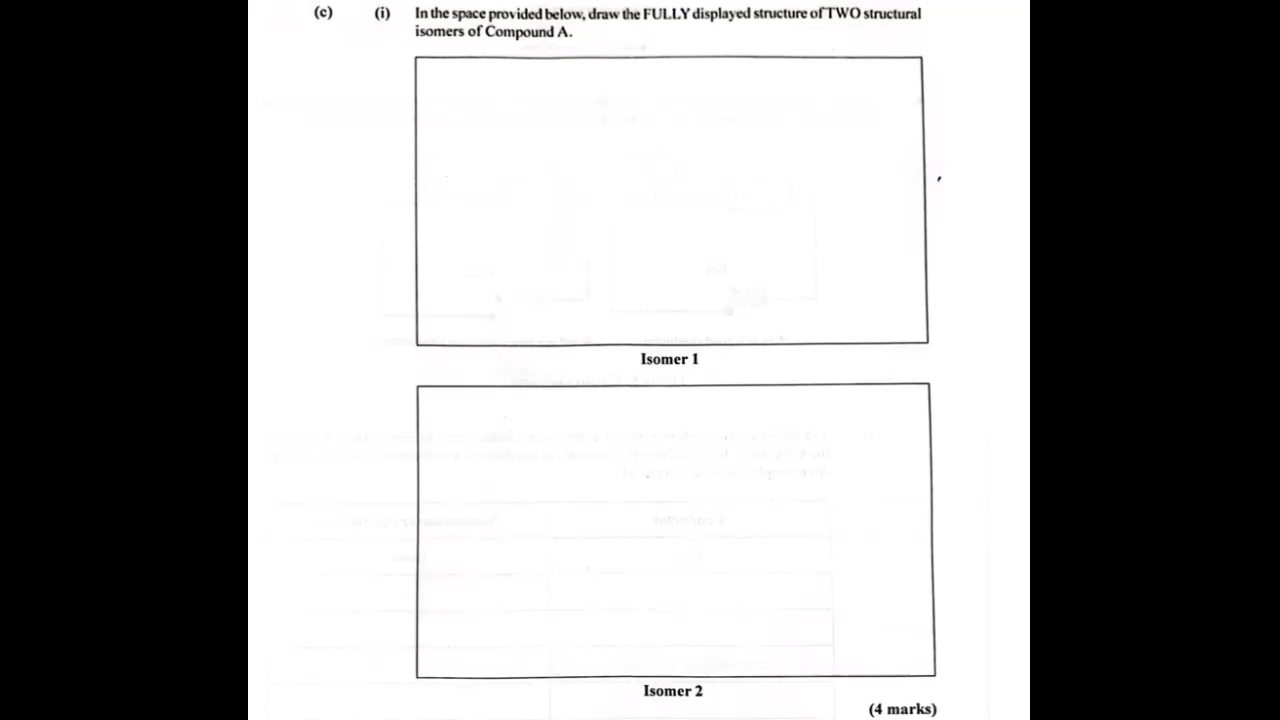 (c) (i) In the space provided below, draw the FULLY displayed structure of TWO structural
isomers of Compound A.
Isomer 1
Isomer 2
(4 marks)